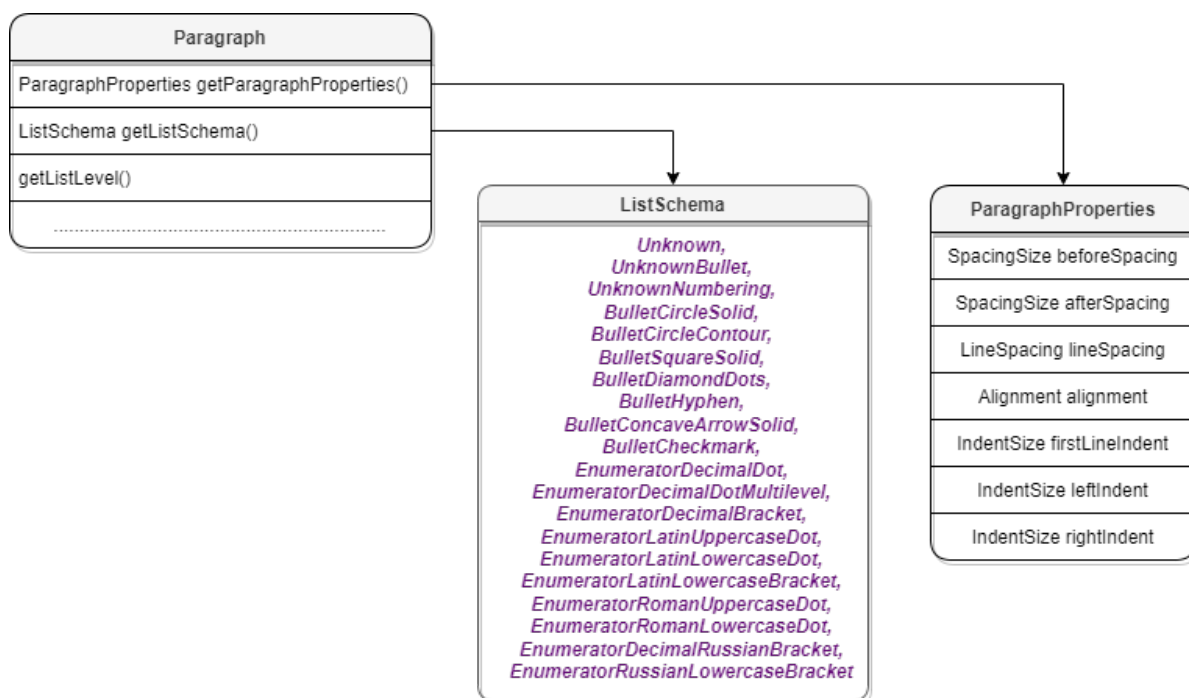 Paragraph
ParagraphProperties getParagraphProperties()
ListSchema getListSchema()
getListLevel()
..................................................................
ListSchema
Unknown,
UnknownBullet,
UnknownNumbering,
BulletCircleSolid,
BulletCircleContour,
BulletSquareSolid,
BulletDiamondDots,
BulletHyphen,
BulletConcaveArrowSolid,
BulletCheckmark,
EnumeratorDecimalDot,
EnumeratorDecimalDotMultilevel,
EnumeratorDecimalBracket,
EnumeratorLatinUppercaseDot,
EnumeratorLatinLowercaseDot,
EnumeratorLatinLowercaseBracket,
EnumeratorRomanUppercaseDot,
EnumeratorRomanLowercaseDot,
EnumeratorDecimalRussianBracket,
EnumeratorRussianLowercaseBracket
ParagraphProperties
SpacingSize beforeSpacing
SpacingSize afterSpacing
LineSpacing lineSpacing
Alignment alignment
IndentSize firstLineIndent
IndentSize leftIndent
IndentSize rightIndent